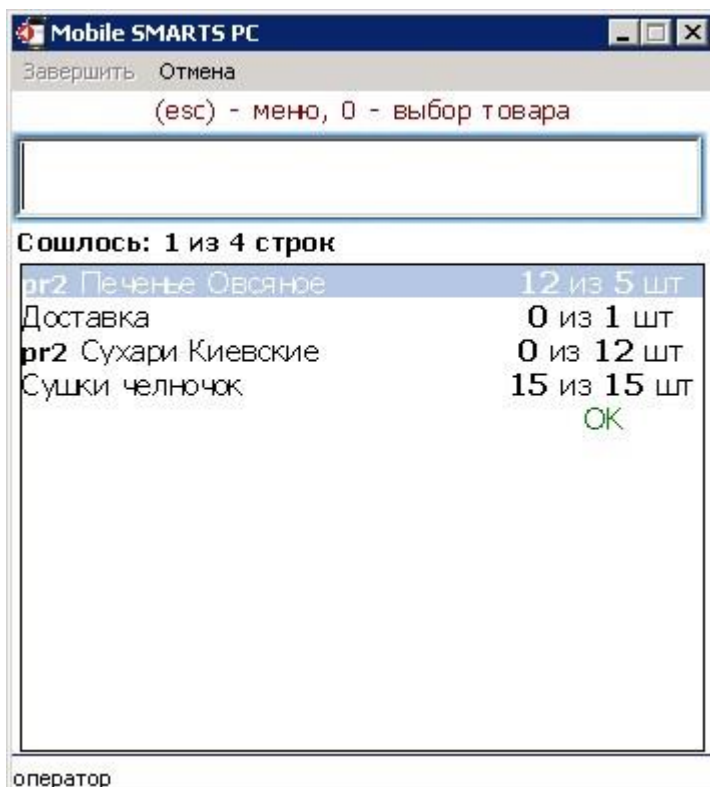 Mobile SMARTS PC
Завершить Отмена
(esc) - меню, 0 - выбор товара
Сошлось: 1 из 4 строк
pr2 Печенье Овсяное 12 из 5 шт
Доставка 0 из 1 шт
pr2 Сухари Киевские 0 из 12 шт
Сушки челночок 15 из 15 шт
OK
оператор